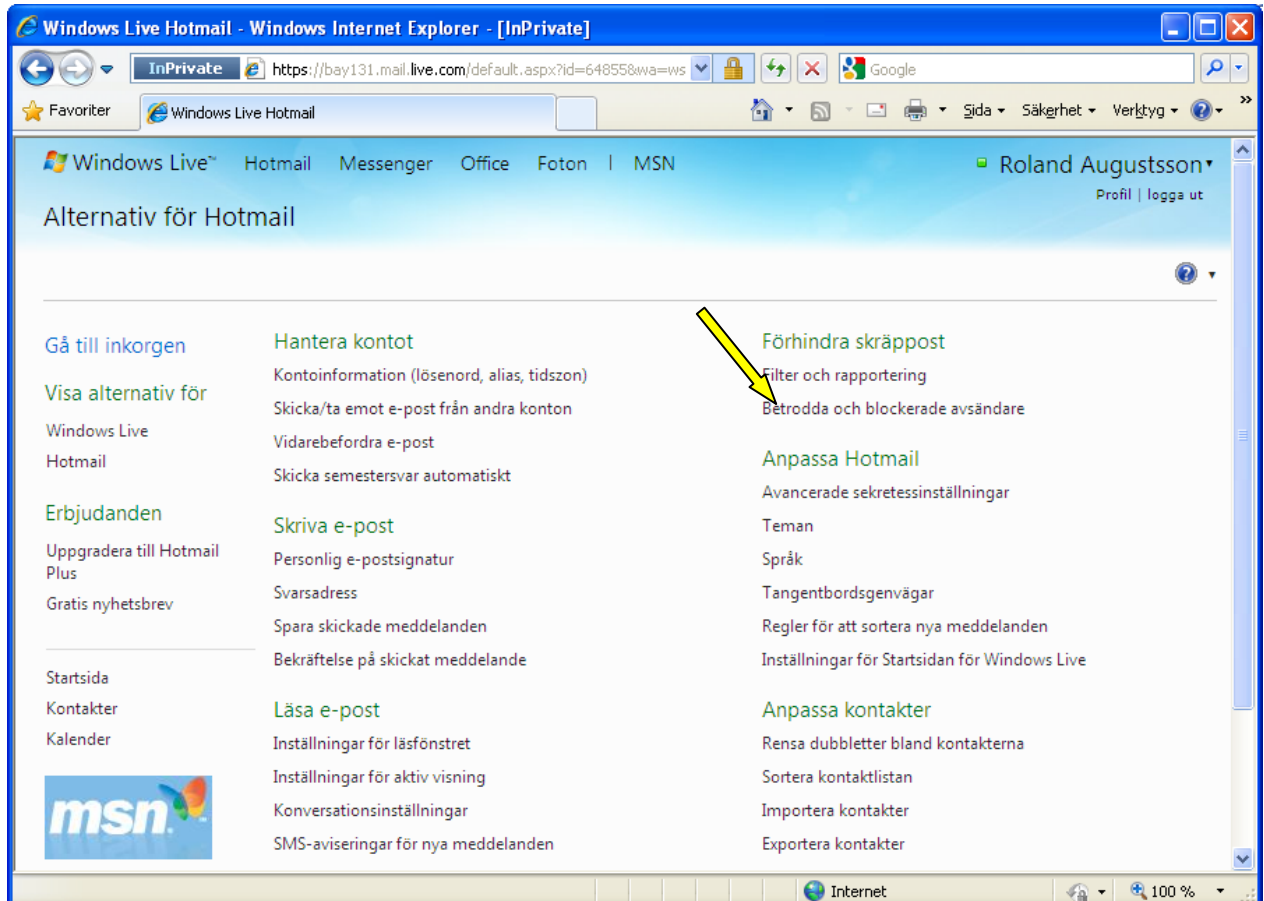 Windows Live Hotmail - Windows Internet Explorer - [InPrivate]
InPrivate https://bay131.mail.live.com/default.aspx?id=64855&wa=ws Google
Favoriter Windows Live Hotmail Sida Säkerhet Verktyg »
Windows Live™ Hotmail Messenger Office Foton | MSN Roland Augustsson
Profil | logga ut
Alternativ för Hotmail
Gå till inkorgen
Visa alternativ för
Windows Live
Hotmail
Erbjudanden
Uppgradera till Hotmail
Plus
Gratis nyhetsbrev
Startsida
Kontakter
Kalender
msn
Hantera kontot
Kontoinformation (lösenord, alias, tidszon)
Skicka/ta emot e-post från andra konton
Vidarebefordra e-post
Skicka semestersvar automatiskt
Skriva e-post
Personlig e-postsignatur
Svarsadress
Spara skickade meddelanden
Bekräftelse på skickat meddelande
Läsa e-post
Inställningar för läsfönstret
Inställningar för aktiv visning
Konversationsinställningar
SMS-aviseringar för nya meddelanden
Förhindra skräppost
Filter och rapportering
Betrodda och blockerade avsändare
Anpassa Hotmail
Avancerade sekretessinställningar
Teman
Språk
Tangentbordsgenvägar
Regler för att sortera nya meddelanden
Inställningar för Startsidan för Windows Live
Anpassa kontakter
Rensa dubbletter bland kontakterna
Sortera kontaktlistan
Importera kontakter
Exportera kontakter
Internet 100 %